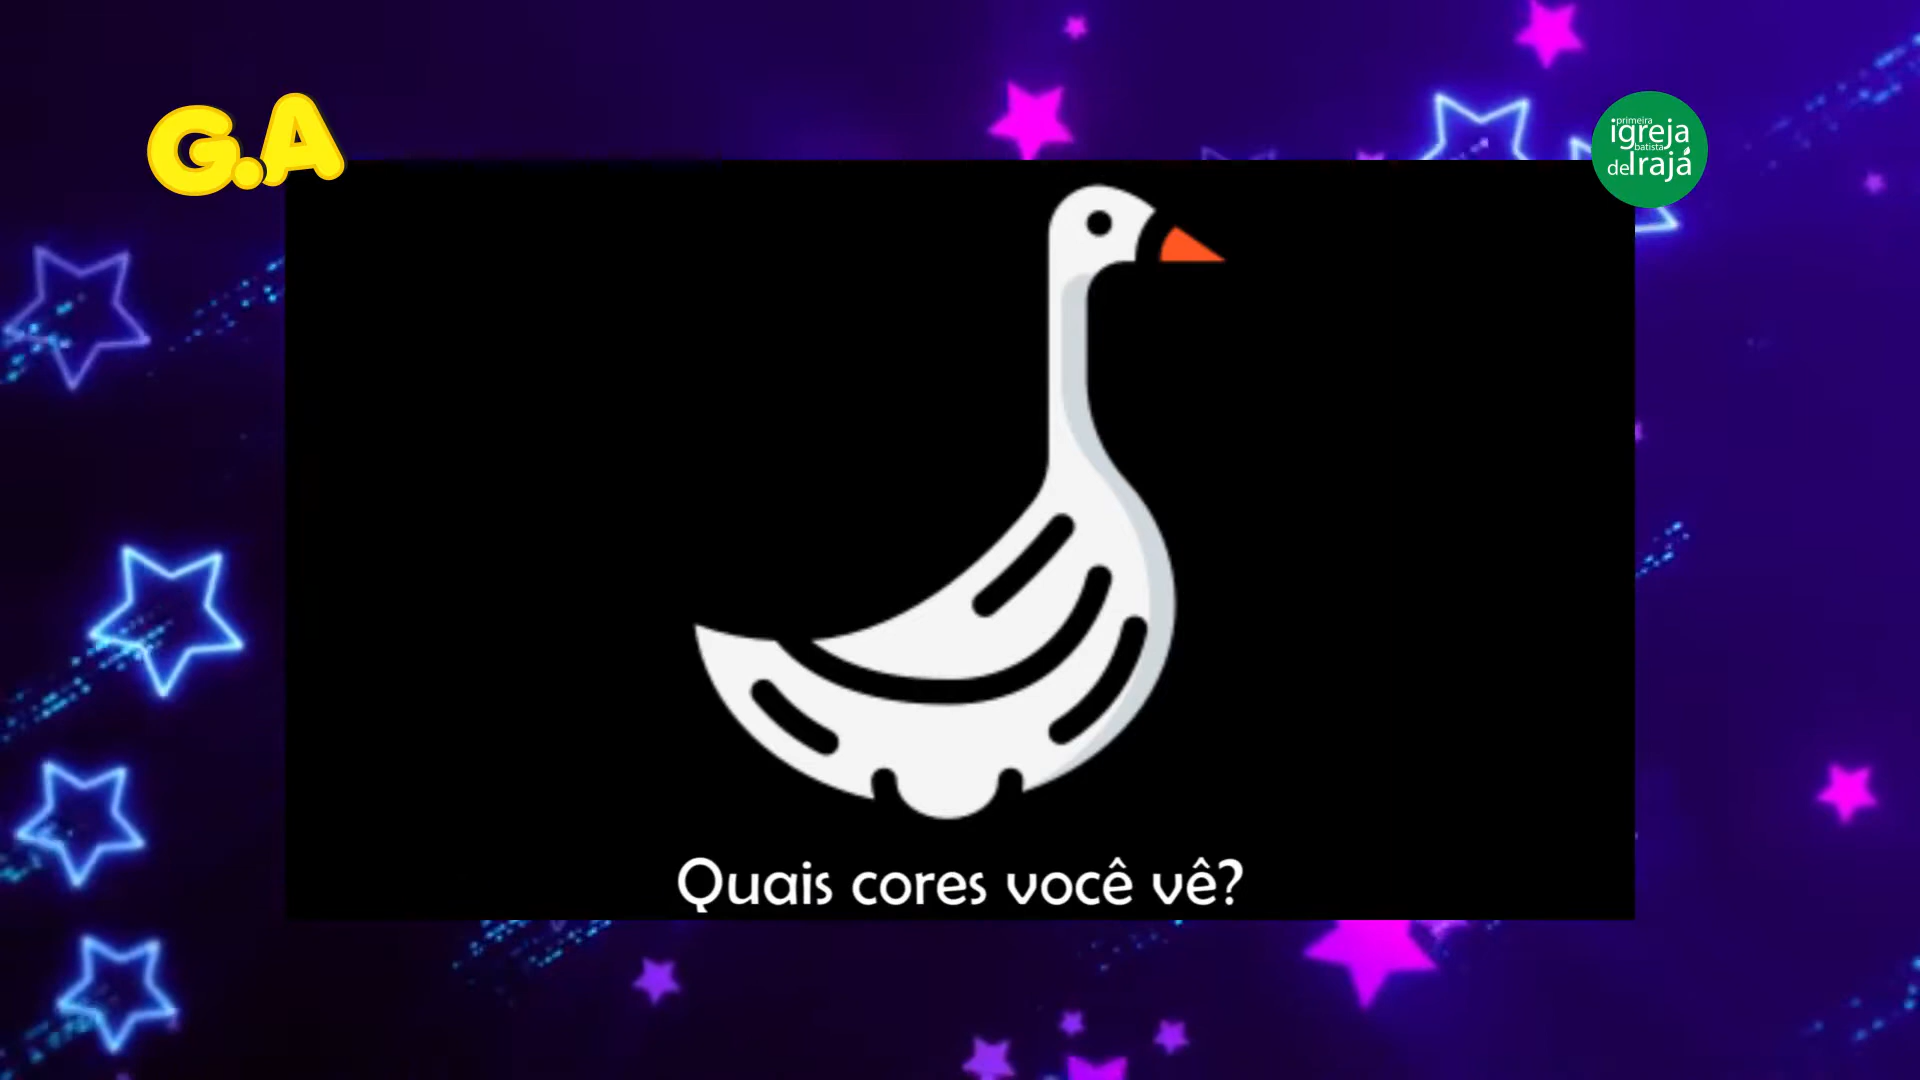 G.A
primeira
igreja
batista
de Irajá
Quais cores você vê?